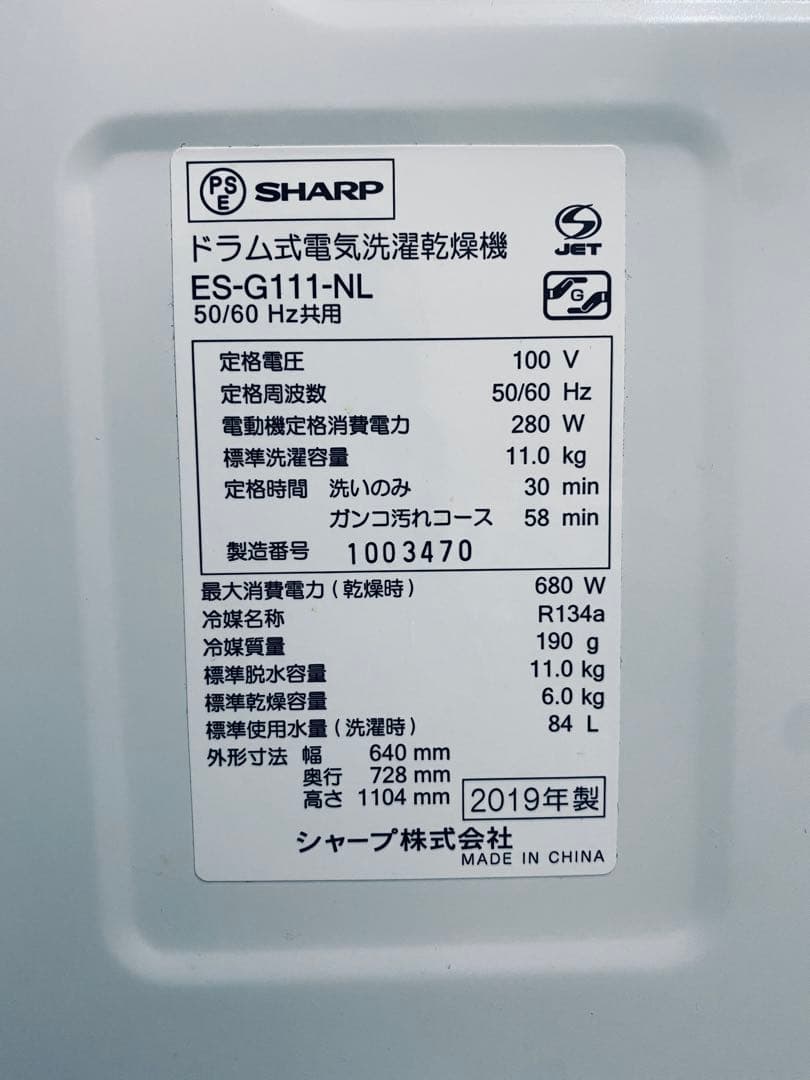 PS E SHARP
JET
ドラム式電気洗濯乾燥機
ES-G111-NL
G
50/60 Hz共用
定格電圧 100 V
定格周波数 50/60 Hz
電動機定格消費電力 280 W
標準洗濯容量 11.0 kg
定格時間 洗いのみ 30 min
ガンコ汚れコース 58 min
製造番号 1003470
最大消費電力(乾燥時) 680 W
冷媒名称 R134a
冷媒質量 190 g
標準脱水容量 11.0 kg
標準乾燥容量 6.0 kg
標準使用水量(洗濯時) 84 L
外形寸法 幅 640 mm
奥行 728 mm
高さ 1104 mm 2019年製
シャープ株式会社
MADE IN CHINA